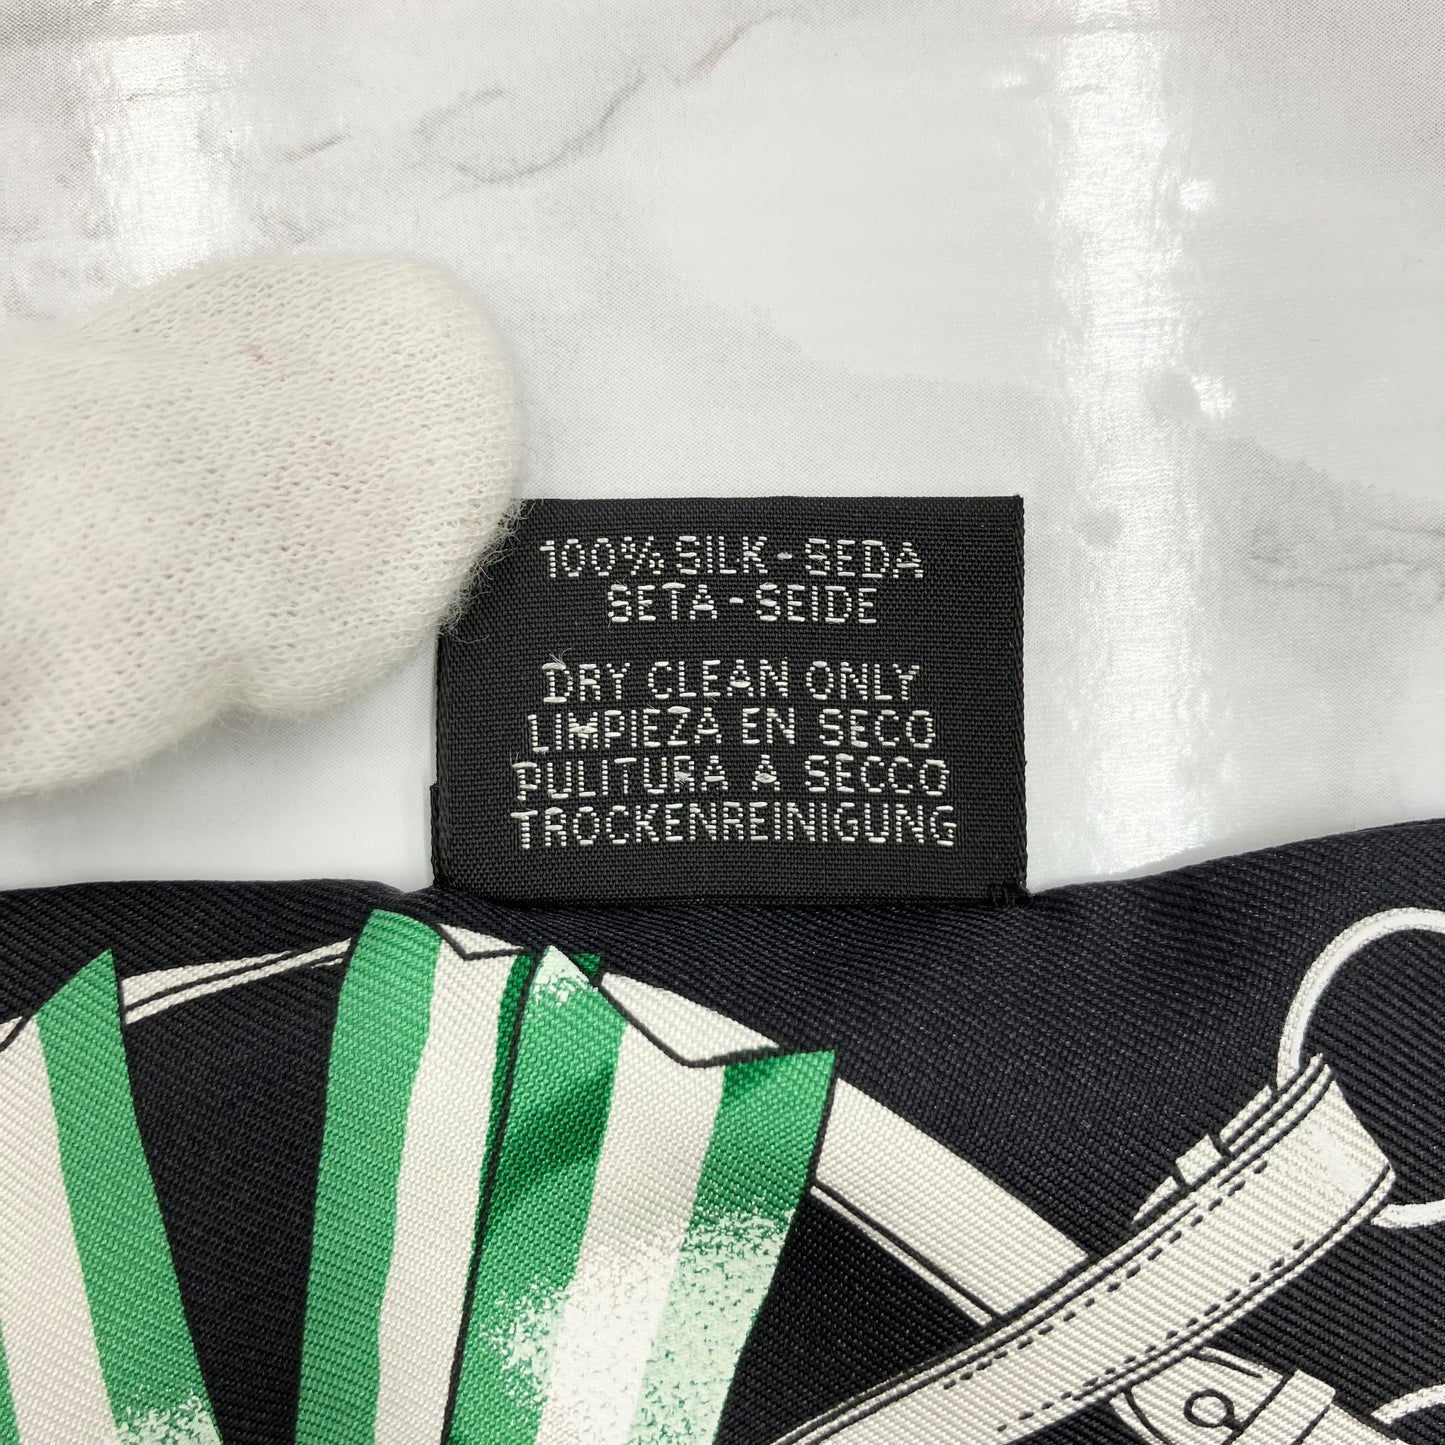 100% SILK - SEDA
SETA - SEIDE
DRY CLEAN ONLY
LIMPIEZA EN SECO
PULITURA A SECCO
TROCKENREINIGUNG